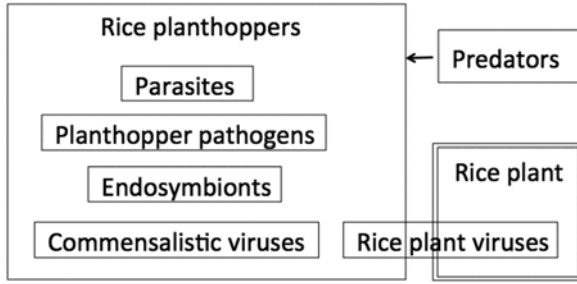 Rice planthoppers
Predators
Parasites
Planthopper pathogens
Endosymbionts
Rice plant
Commensalistic viruses
Rice plant viruses